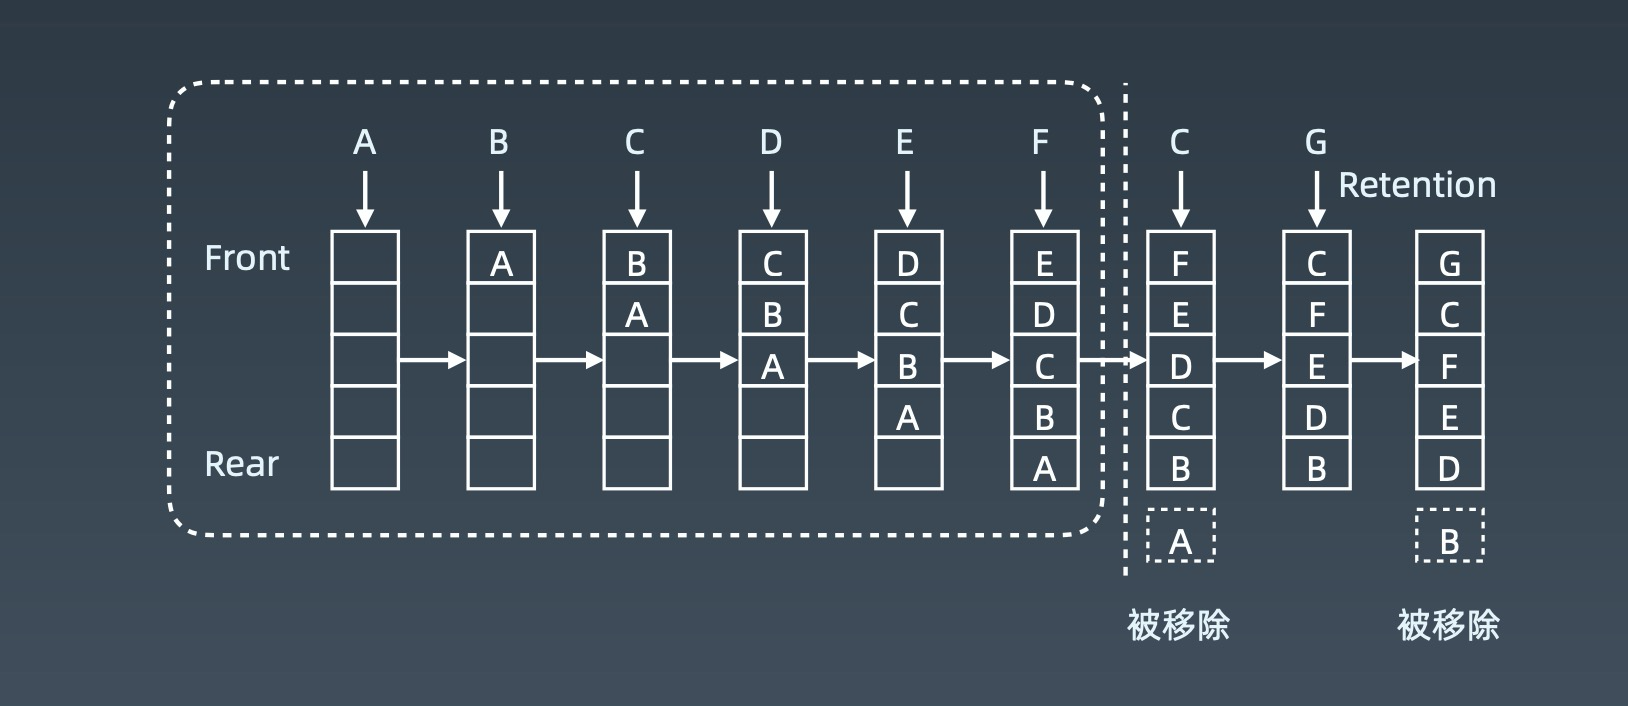 A B C D E F C G
Retention
Front A B C D E F C G
A B C D E F C
A B C D E F
A B C D E
Rear A B B D
A B
被移除 被移除